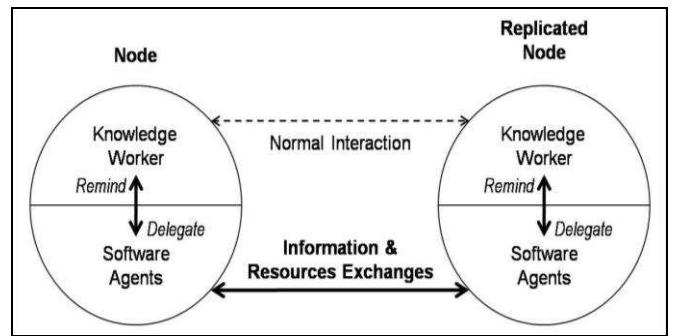 Node
Replicated
Node
Knowledge
Worker
Remind
Delegate
Software
Agents
Normal Interaction
Information &
Resources Exchanges
Knowledge
Worker
Remind
Delegate
Software
Agents